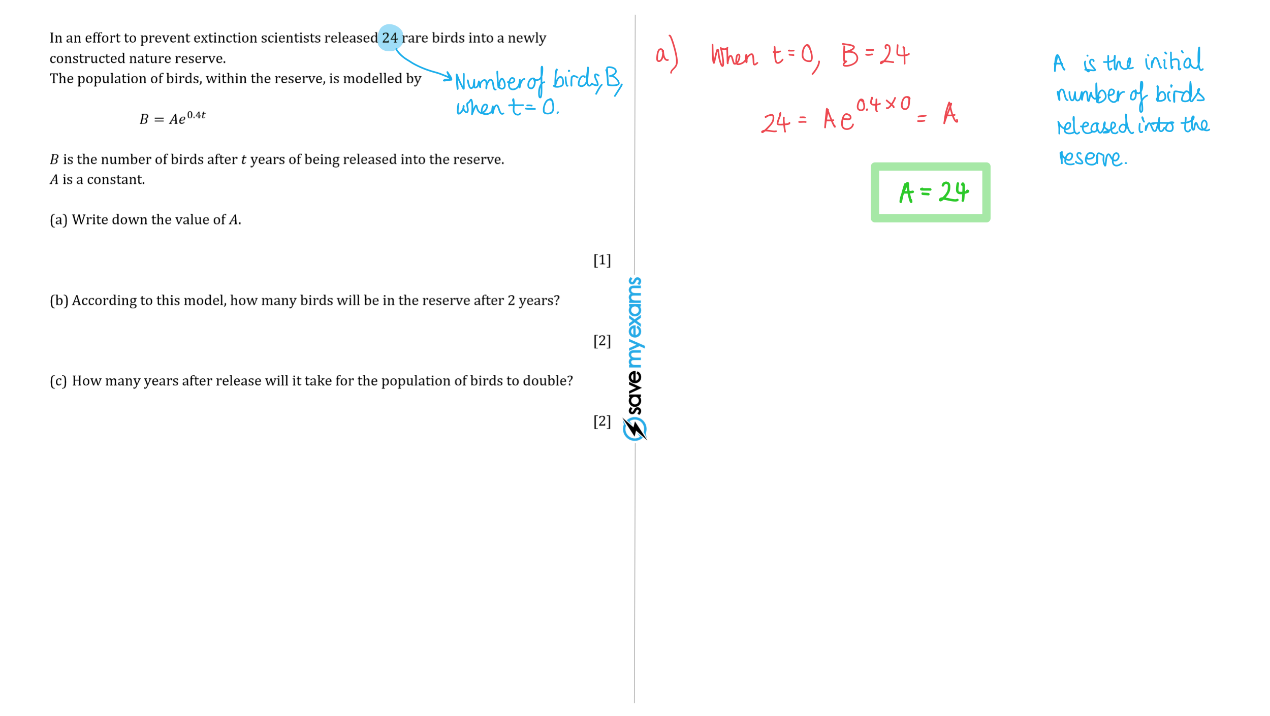 In an effort to prevent extinction scientists released 24 rare birds into a newly
constructed nature reserve.
The population of birds, within the reserve, is modelled by
Number of birds, B,
when t = 0.
B = Ae^{0.4t}
B is the number of birds after t years of being released into the reserve.
A is a constant.
(a) Write down the value of A.
[1]
(b) According to this model, how many birds will be in the reserve after 2 years?
[2]
(c) How many years after release will it take for the population of birds to double?
[2]
save my exams
a) When t = 0, B = 24
24 = Ae^{0.4 × 0} = A
A = 24
A is the initial
number of birds
released into the
reserve.